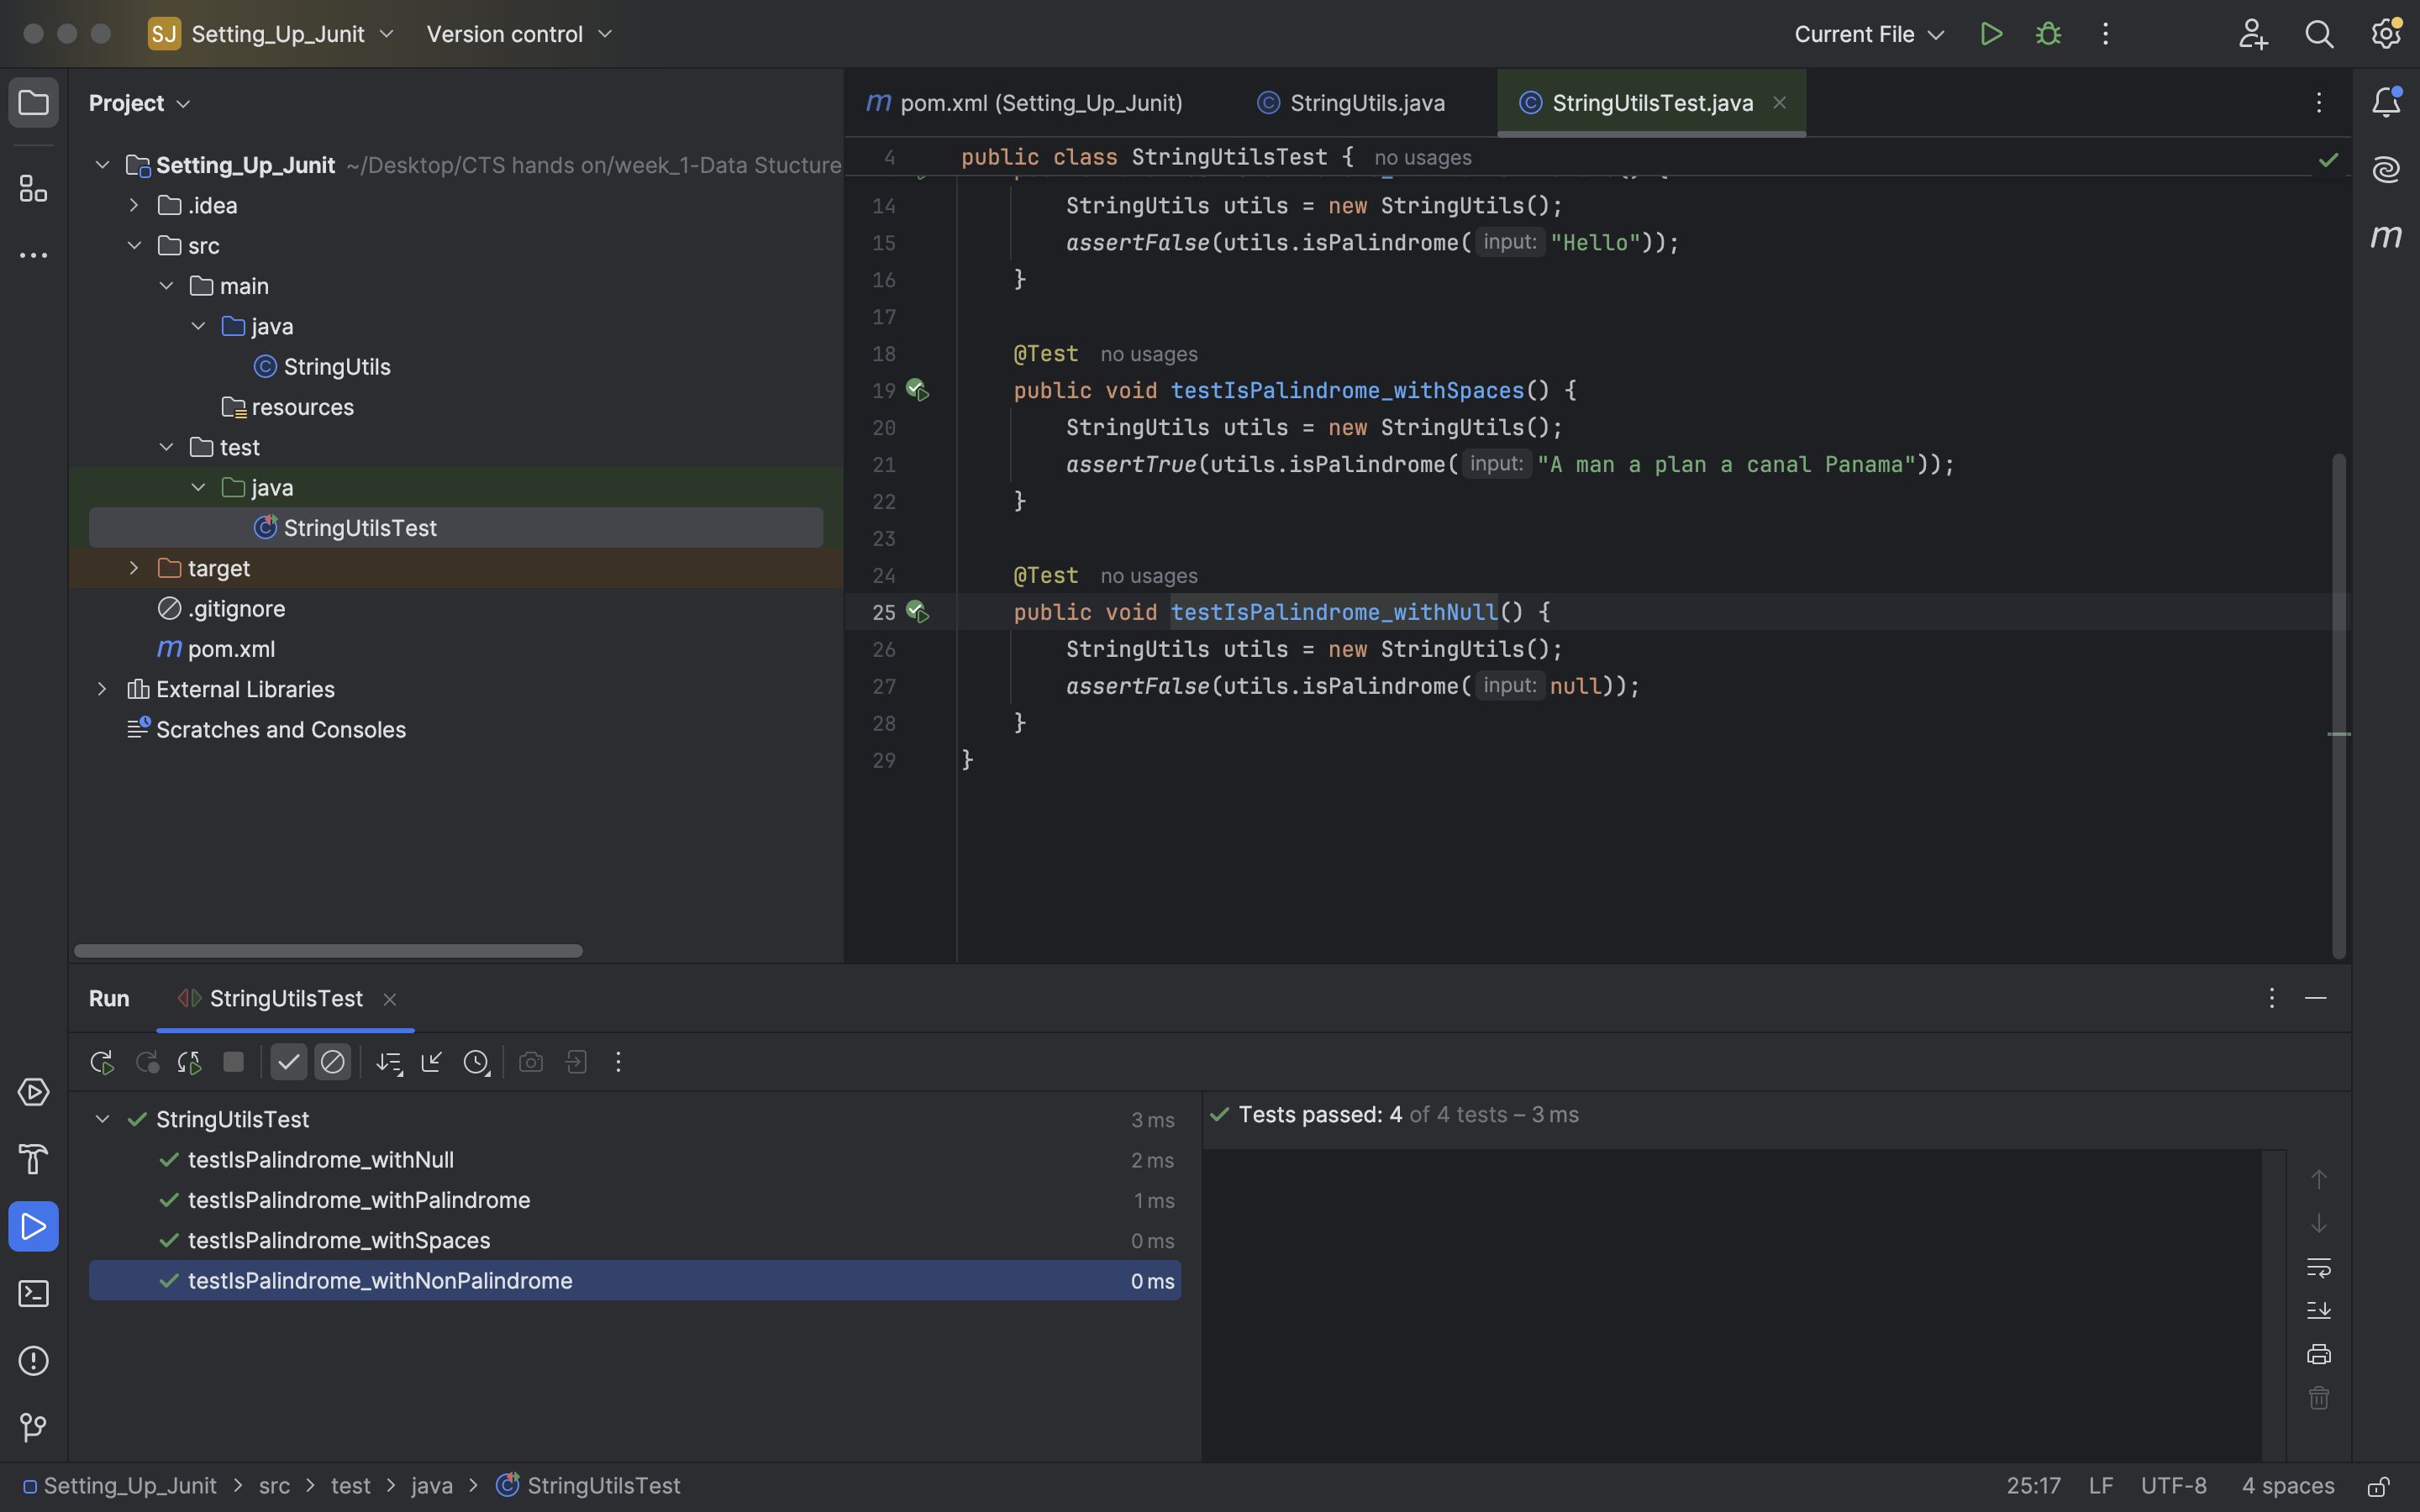 SJ Setting_Up_Junit Version control Current File
Project
pom.xml (Setting_Up_Junit) StringUtils.java StringUtilsTest.java
Setting_Up_Junit ~/Desktop/CTS hands on/week_1-Data Stucture
.idea
src
main
java
StringUtils
resources
test
java
StringUtilsTest
target
.gitignore
pom.xml
External Libraries
Scratches and Consoles
4 public class StringUtilsTest { no usages
14 StringUtils utils = new StringUtils();
15 assertFalse(utils.isPalindrome( input: "Hello"));
16 }
17
18 @Test no usages
19 public void testIsPalindrome_withSpaces() {
20 StringUtils utils = new StringUtils();
21 assertTrue(utils.isPalindrome( input: "A man a plan a canal Panama"));
22 }
23
24 @Test no usages
25 public void testIsPalindrome_withNull() {
26 StringUtils utils = new StringUtils();
27 assertFalse(utils.isPalindrome( input: null));
28 }
29 }
Run StringUtilsTest
StringUtilsTest 3 ms
testIsPalindrome_withNull 2 ms
testIsPalindrome_withPalindrome 1 ms
testIsPalindrome_withSpaces 0 ms
testIsPalindrome_withNonPalindrome 0 ms
Tests passed: 4 of 4 tests – 3 ms
Setting_Up_Junit > src > test > java > StringUtilsTest 25:17 LF UTF-8 4 spaces